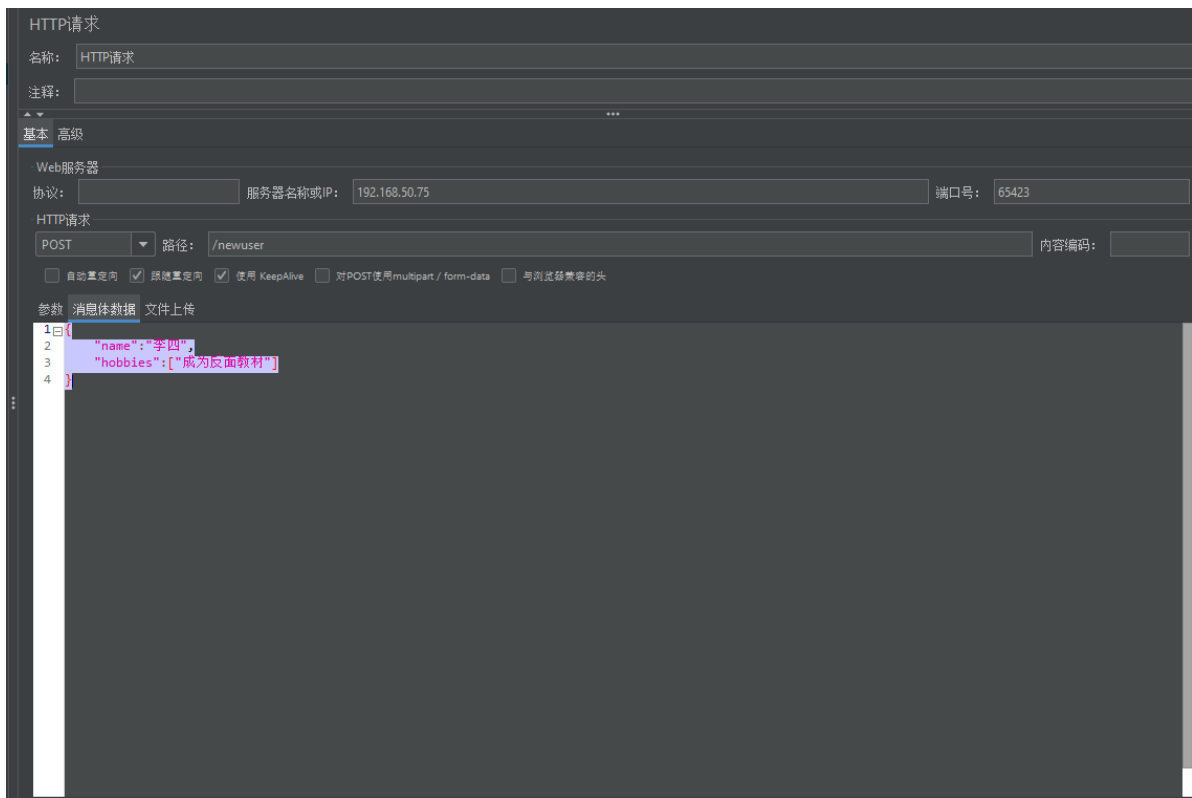 HTTP请求
名称： HTTP请求
注释：
基本 高级
Web服务器
协议： 服务器名称或IP： 192.168.50.75 端口号： 65423
HTTP请求
POST 路径： /newuser 内容编码：
自动重定向 跟随重定向 使用 KeepAlive 对POST使用multipart / form-data 与浏览器兼容的头
参数 消息体数据 文件上传
1 {
2 "name":"李四",
3 "hobbies":["成为反面教材"]
4 }